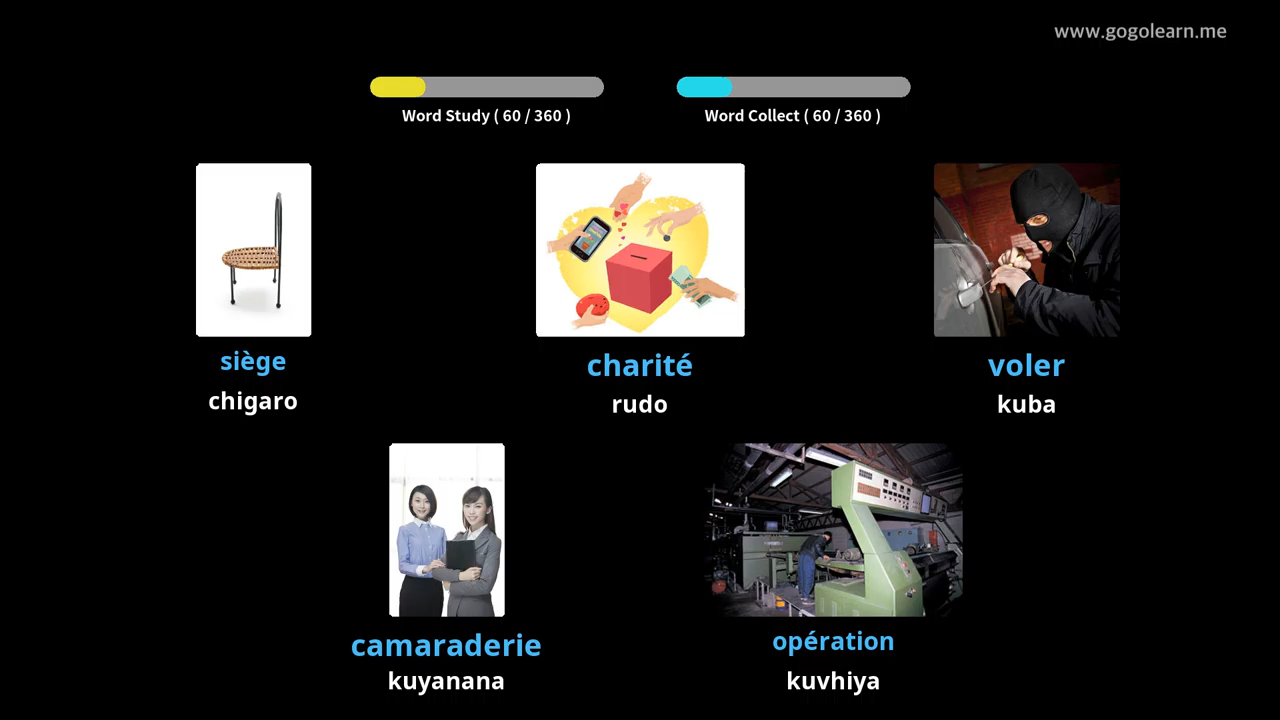 www.gogolearn.me
Word Study ( 60 / 360 )
Word Collect ( 60 / 360 )
siège
chigaro
charité
rudo
voler
kuba
camaraderie
kuyanana
opération
kuvhiya